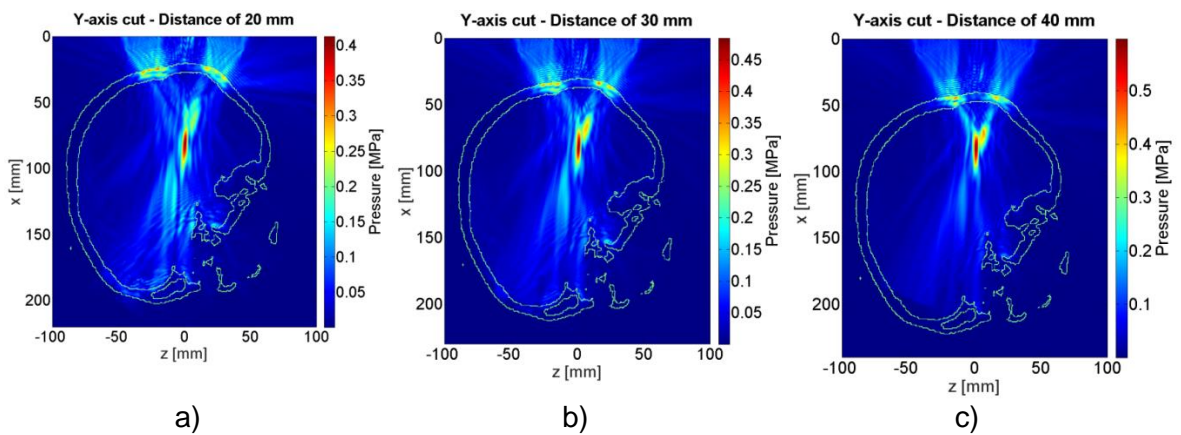 Y-axis cut - Distance of 20 mm
0
50
100
150
200
x [mm]
-100 -50 0 50 100
z [mm]
0.4
0.35
0.3
0.25
0.2
0.15
0.1
0.05
Pressure [MPa]
a)
Y-axis cut - Distance of 30 mm
0
50
100
150
200
x [mm]
-100 -50 0 50 100
z [mm]
0.45
0.4
0.35
0.3
0.25
0.2
0.15
0.1
0.05
Pressure [MPa]
b)
Y-axis cut - Distance of 40 mm
0
50
100
150
200
x [mm]
-100 -50 0 50 100
z [mm]
0.5
0.4
0.3
0.2
0.1
Pressure [MPa]
c)